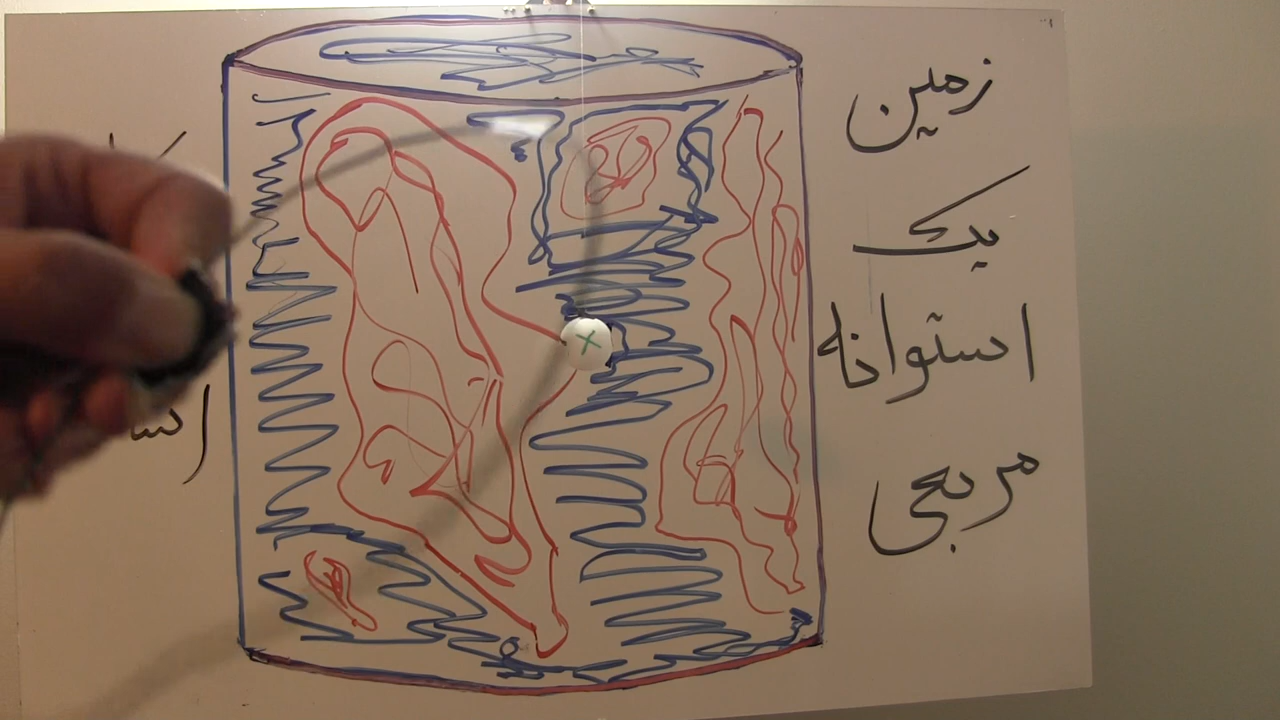 زمین
یک
استوانه
مربعی